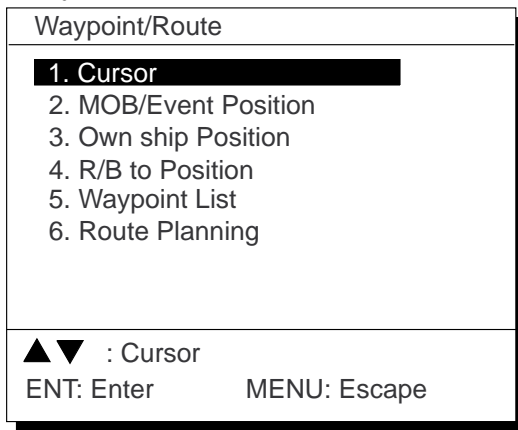 Waypoint/Route
1. Cursor
2. MOB/Event Position
3. Own ship Position
4. R/B to Position
5. Waypoint List
6. Route Planning
▲▼ : Cursor
ENT: Enter MENU: Escape